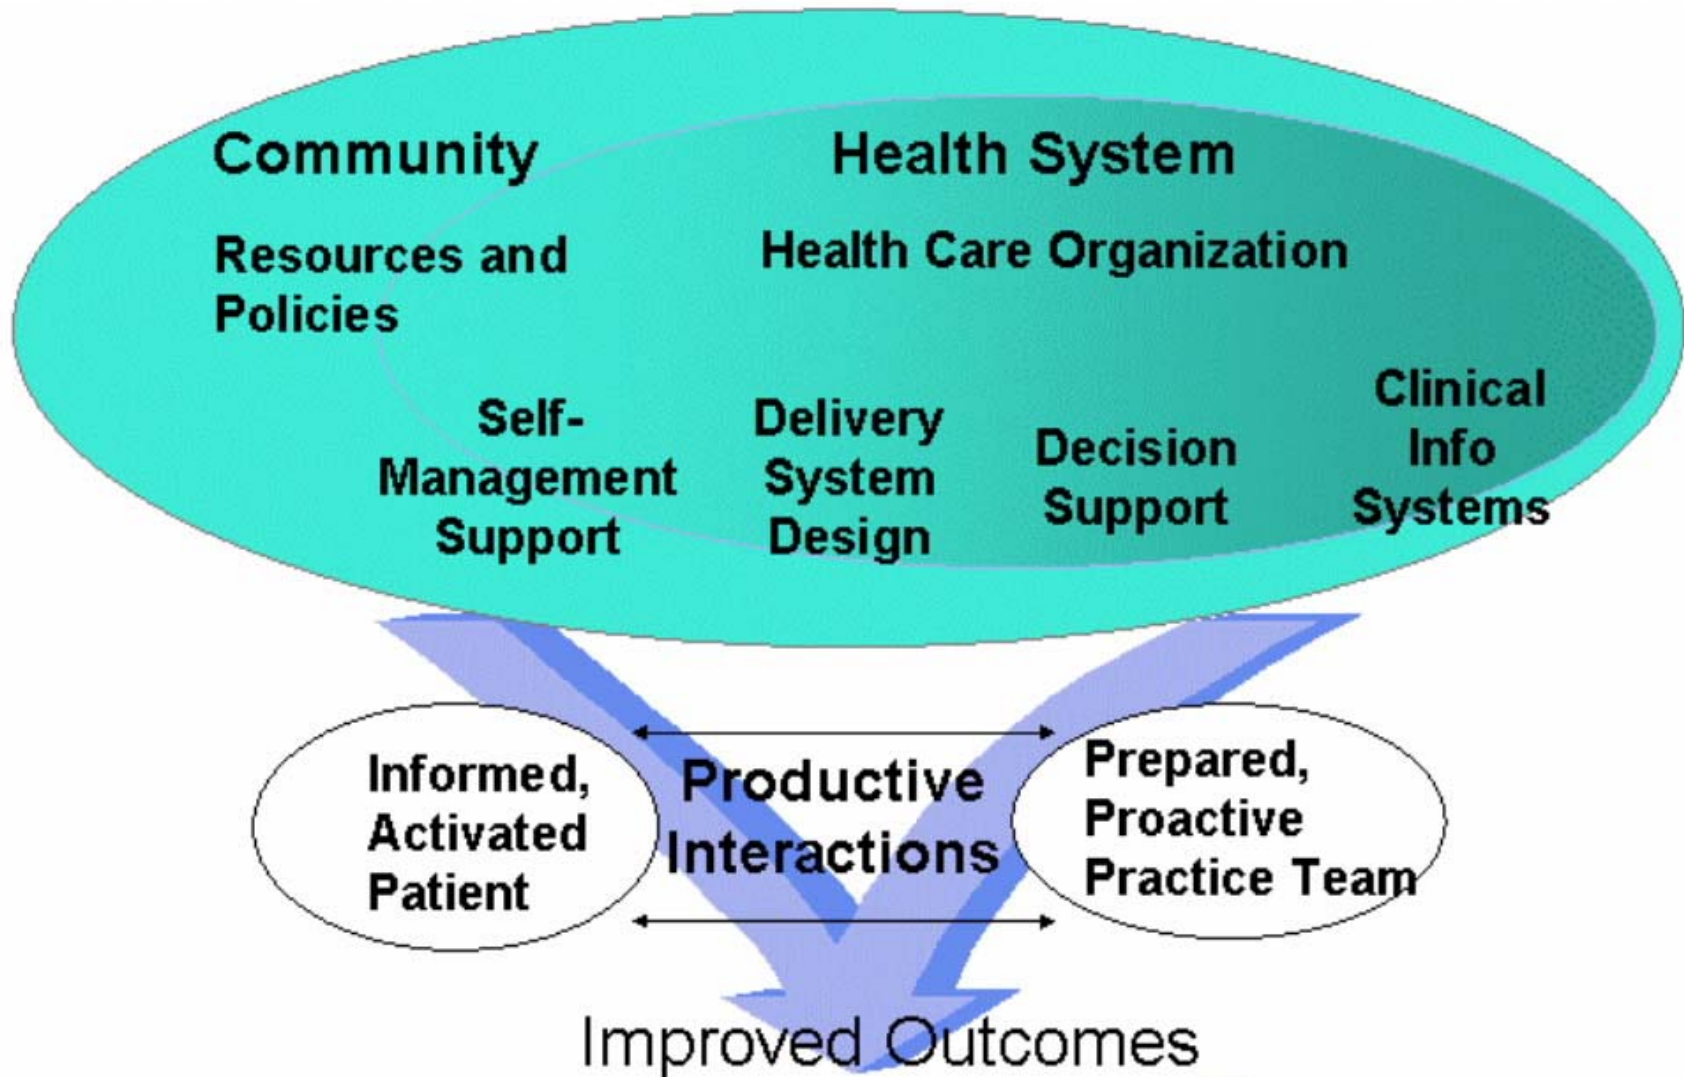 Community
Resources and
Policies
Health System
Health Care Organization
Self-
Management
Support
Delivery
System
Design
Decision
Support
Clinical
Info
Systems
Informed,
Activated
Patient
Productive
Interactions
Prepared,
Proactive
Practice Team
Improved Outcomes